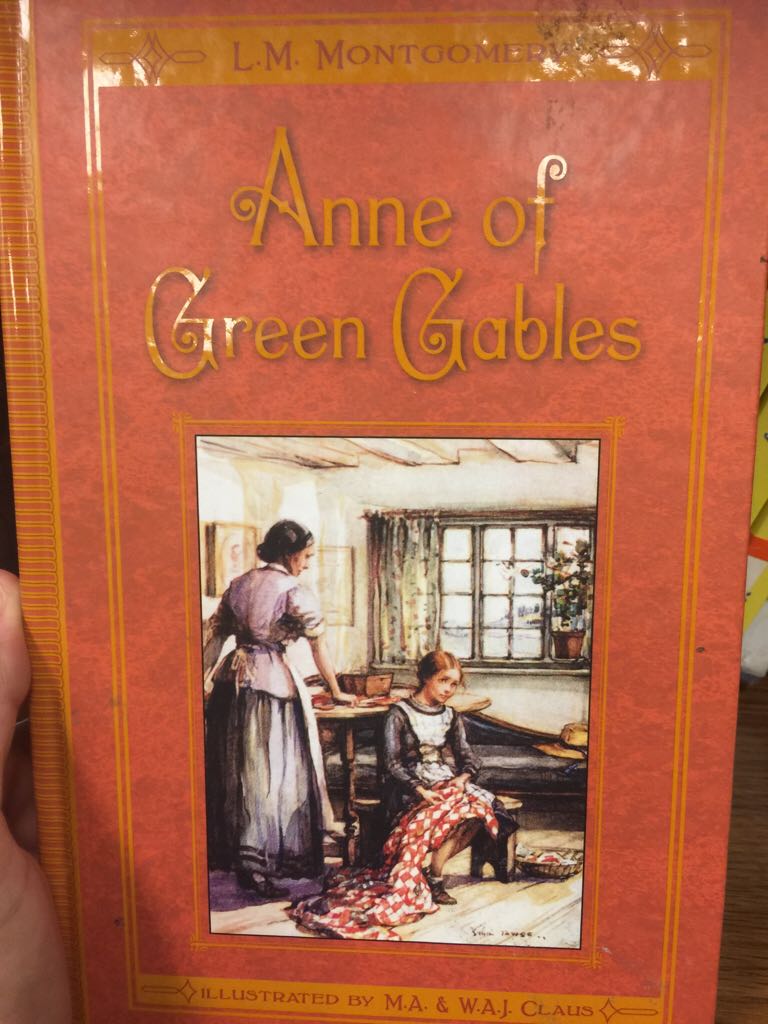 L.M. MONTGOMERY
Anne of
Green Gables
ILLUSTRATED BY M.A. & W.A.J. CLAUS